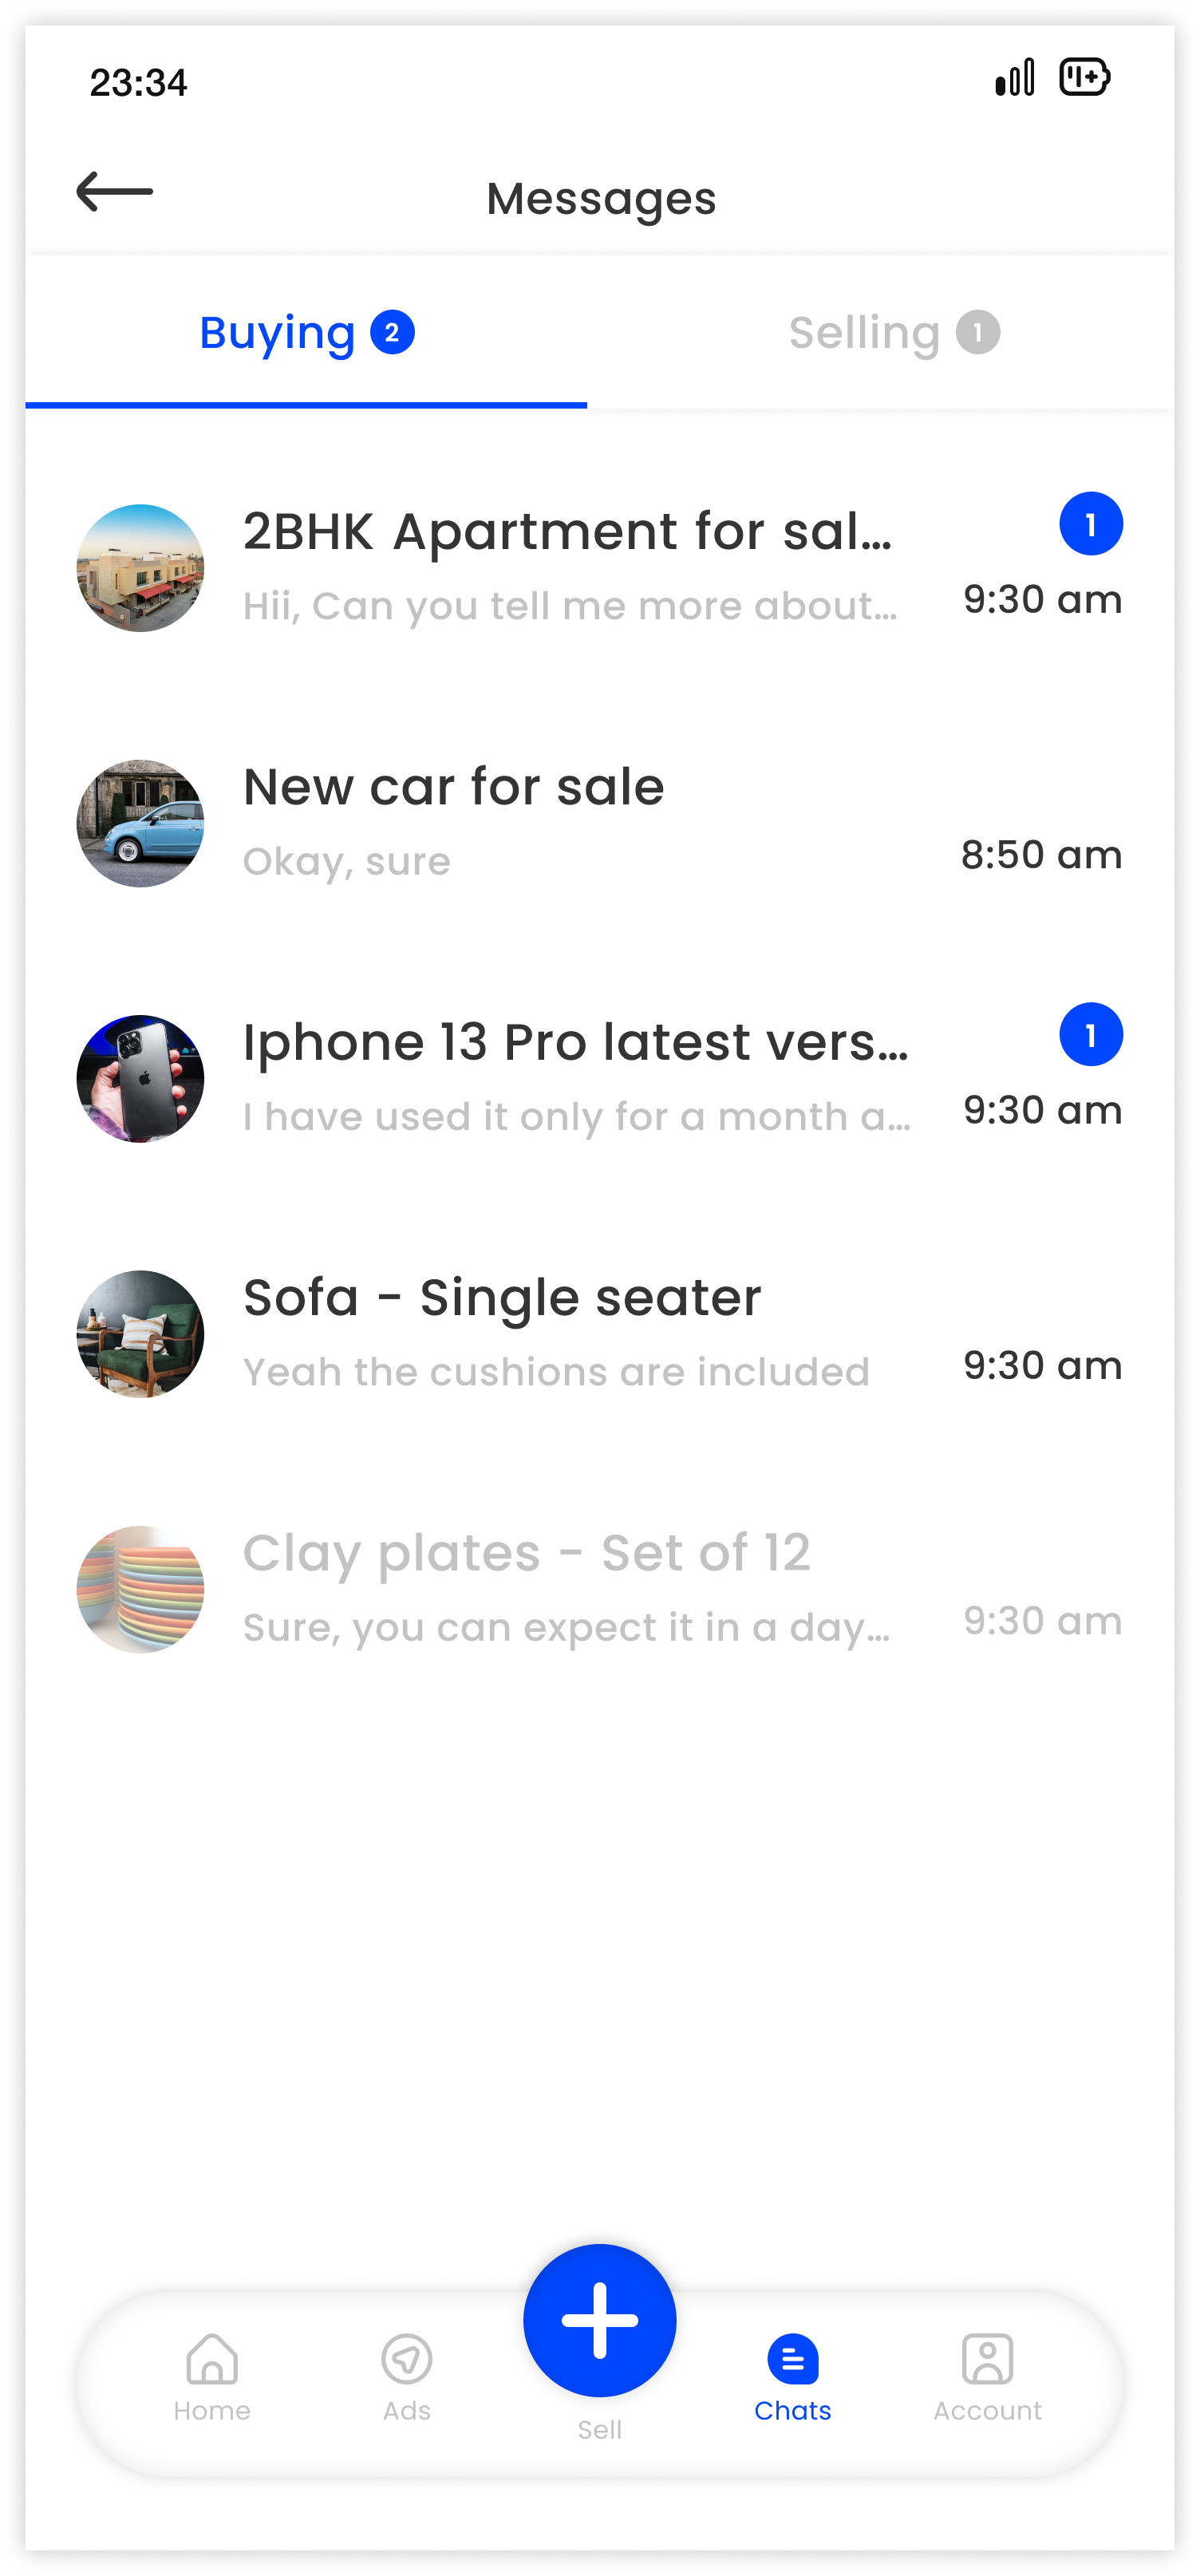 23:34
Messages
Buying 2
Selling 1
2BHK Apartment for sal...
1
Hii, Can you tell me more about...
9:30 am
New car for sale
Okay, sure
8:50 am
Iphone 13 Pro latest vers...
1
I have used it only for a month a...
9:30 am
Sofa - Single seater
Yeah the cushions are included
9:30 am
Clay plates - Set of 12
Sure, you can expect it in a day...
9:30 am
Home
Ads
Sell
Chats
Account